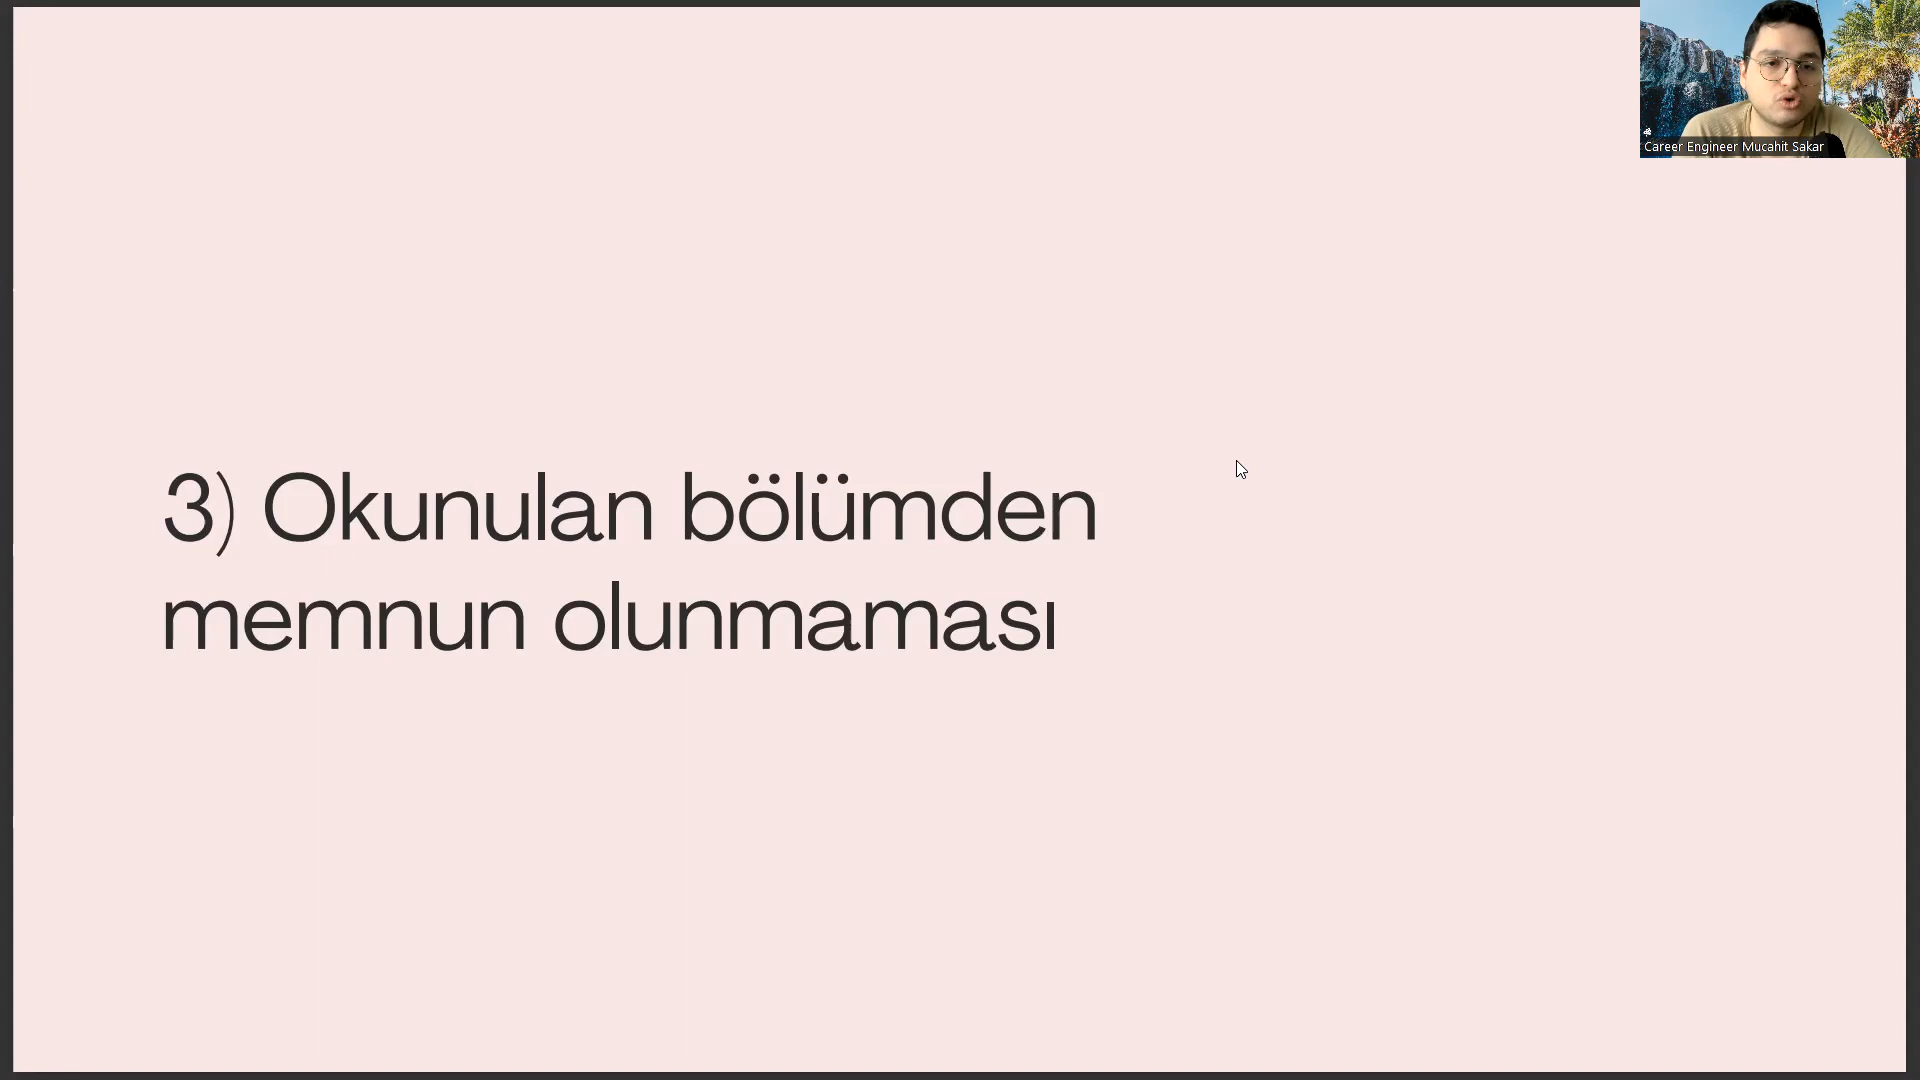 Career Engineer Mucahit Sakar
3) Okunulan bölümden
memnun olunmaması